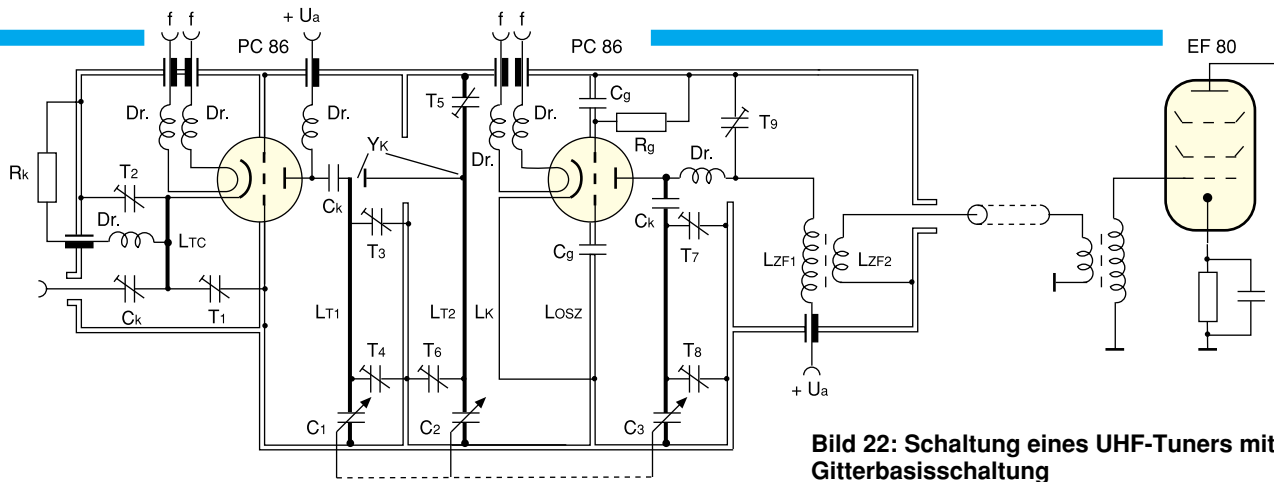 f f + Ua f f
PC 86 PC 86 EF 80
Dr. Dr. Dr. T5 Dr. Dr. Cg T9
Rk T2 YK Rg Dr.
Dr. Ck Ck
LTC T3 Cg T7 LZF1 LZF2
Ck T1 LT1 LT2 LK LOSZ
T4 T6 T8
+ Ua
C1 C2 C3
Bild 22: Schaltung eines UHF-Tuners mit
Gitterbasisschaltung